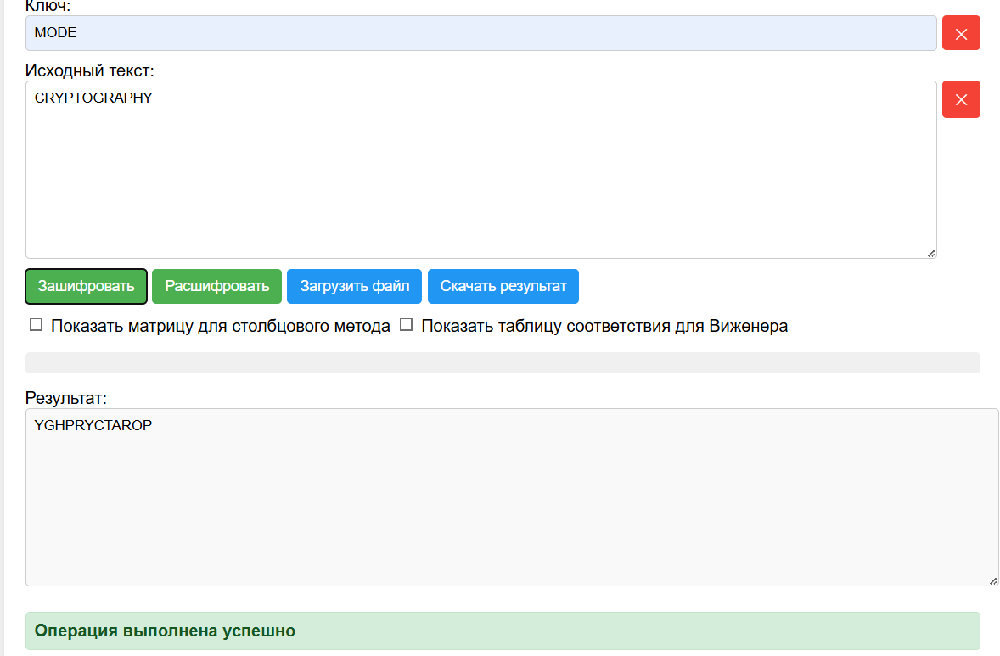 Ключ:
MODE
Исходный текст:
CRYPTOGRAPHY
Зашифровать Расшифровать Загрузить файл Скачать результат
Показать матрицу для столбцового метода Показать таблицу соответствия для Виженера
Результат:
YGHPRYCTAROP
Операция выполнена успешно